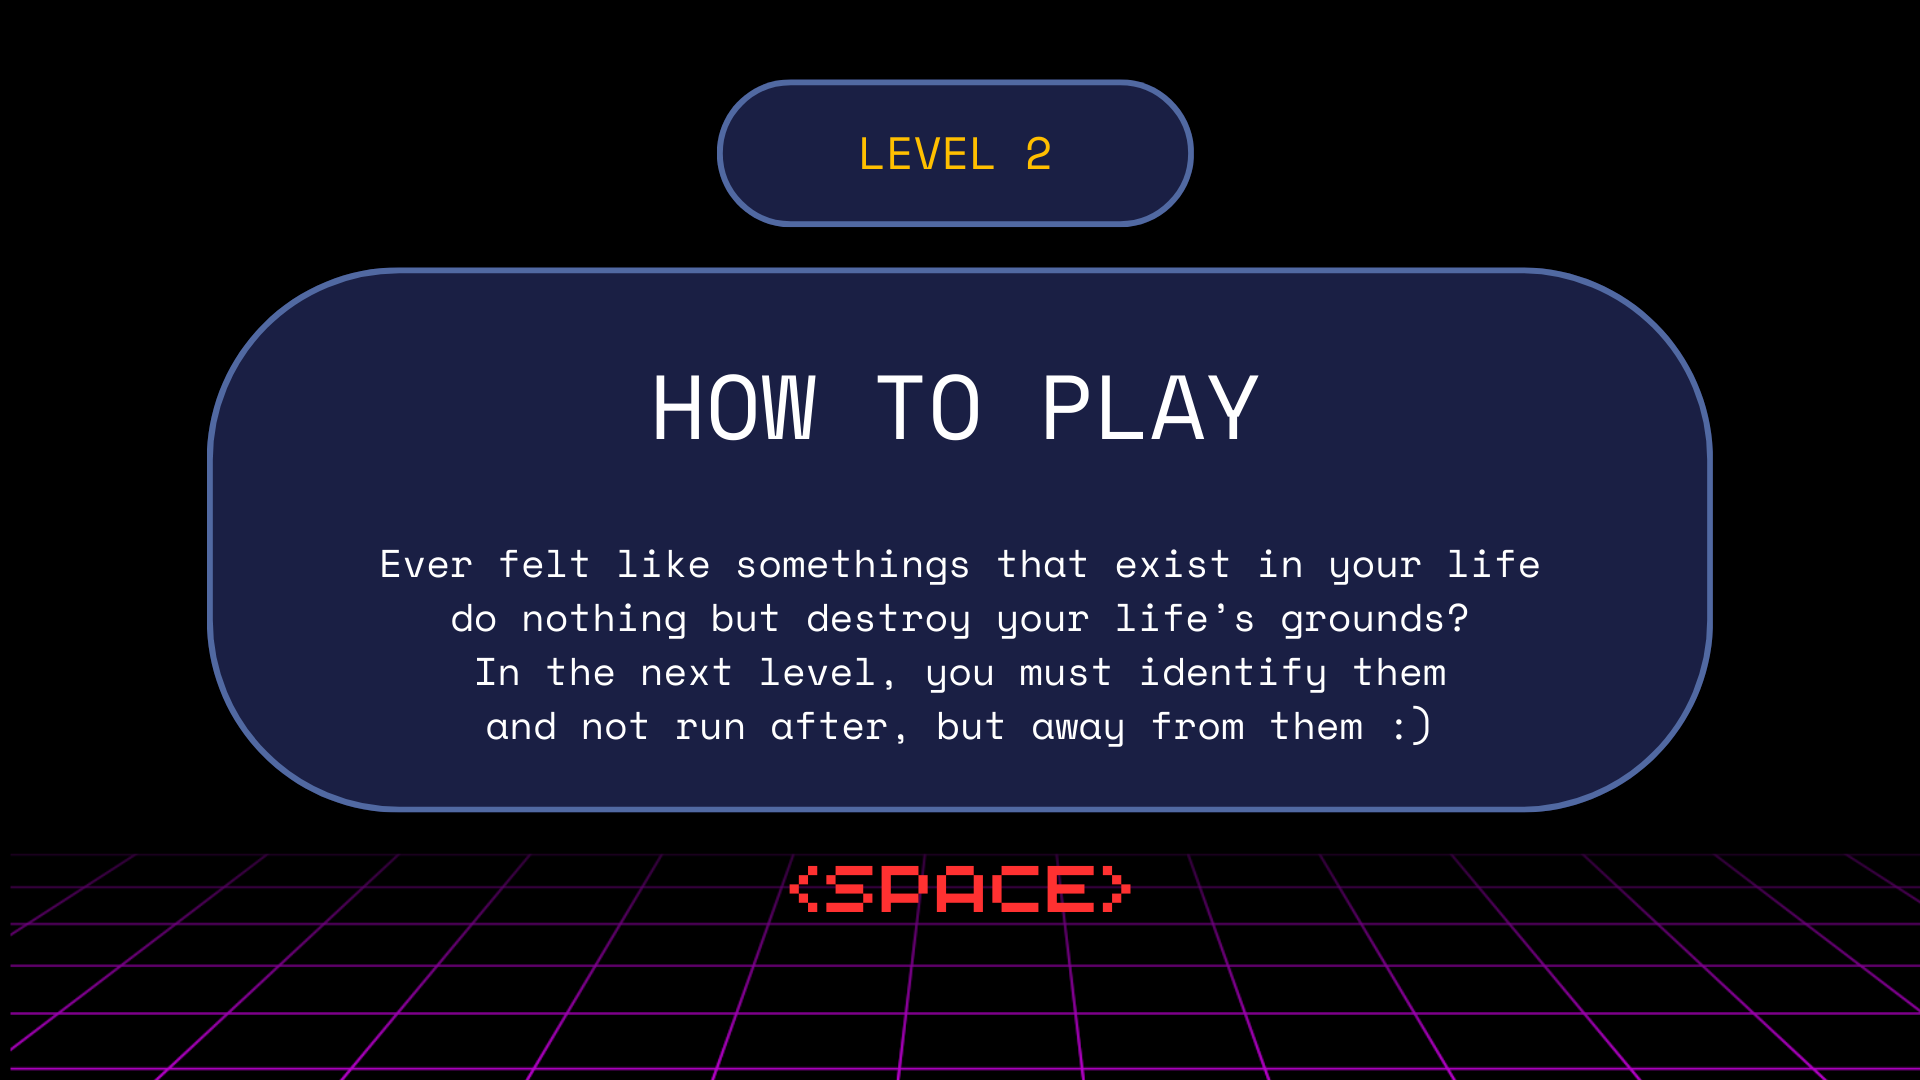 LEVEL 2
HOW TO PLAY
Ever felt like somethings that exist in your life
do nothing but destroy your life’s grounds?
In the next level, you must identify them
and not run after, but away from them :)
<SPACE>